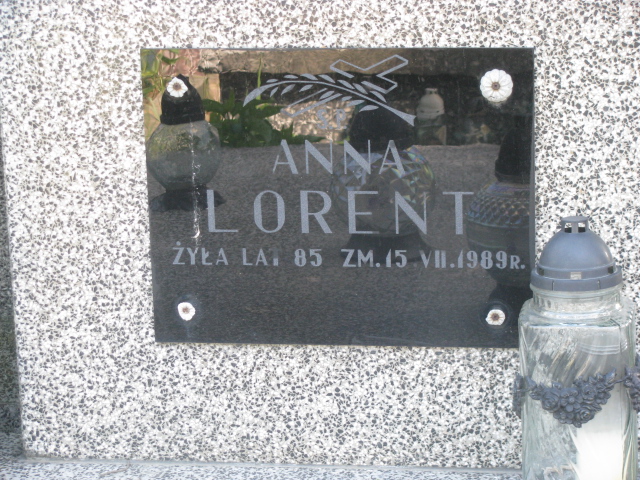 ANNA
LORENT
ŻYŁA LAT 85 ZM.15 VII.1989R.